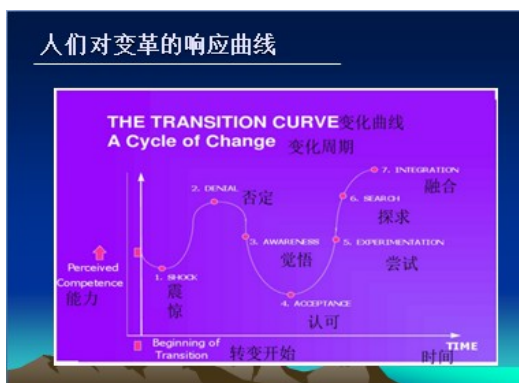 人们对变革的响应曲线
THE TRANSITION CURVE变化曲线
A Cycle of Change 变化周期
7. INTEGRATION
融合
2. DENIAL
否定
6. SEARCH
探求
3. AWARENESS
觉悟
5. EXPERIMENTATION
尝试
Perceived
Competence
能力
1. SHOCK
震
惊
4. ACCEPTANCE
认可
Beginning of
Transition
转变开始
TIME
时间